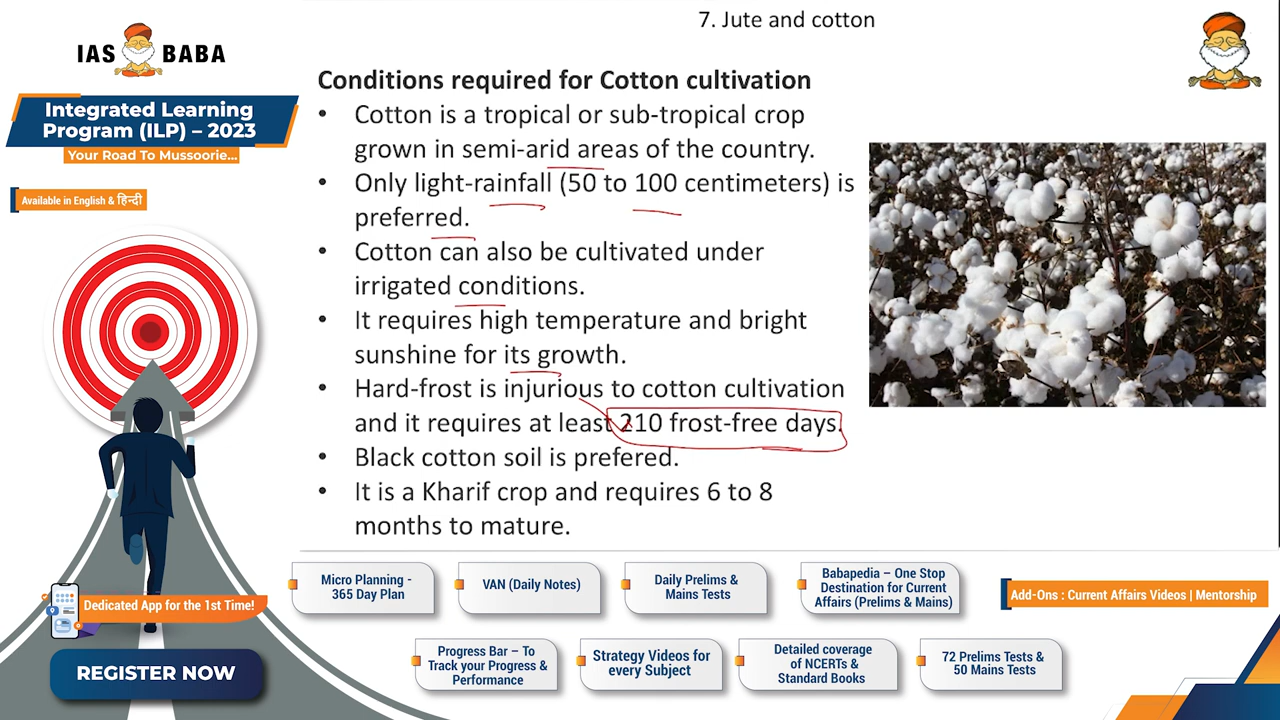 7. Jute and cotton
IAS BABA
Integrated Learning
Program (ILP) – 2023
Your Road To Mussoorie...
Available in English & हिन्दी
Conditions required for Cotton cultivation
• Cotton is a tropical or sub-tropical crop
grown in semi-arid areas of the country.
• Only light-rainfall (50 to 100 centimeters) is
preferred.
• Cotton can also be cultivated under
irrigated conditions.
• It requires high temperature and bright
sunshine for its growth.
• Hard-frost is injurious to cotton cultivation
and it requires at least 210 frost-free days.
• Black cotton soil is prefered.
• It is a Kharif crop and requires 6 to 8
months to mature.
Dedicated App for the 1st Time!
REGISTER NOW
Micro Planning -
365 Day Plan
VAN (Daily Notes)
Daily Prelims &
Mains Tests
Babapedia – One Stop
Destination for Current
Affairs (Prelims & Mains)
Add-Ons : Current Affairs Videos | Mentorship
Progress Bar – To
Track your Progress &
Performance
Strategy Videos for
every Subject
Detailed coverage
of NCERTs &
Standard Books
72 Prelims Tests &
50 Mains Tests